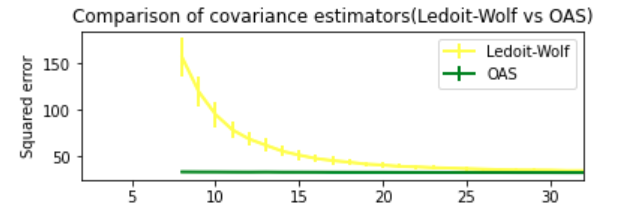 Comparison of covariance estimators(Ledoit-Wolf vs OAS)
Squared error
150
100
50
Ledoit-Wolf
OAS
5 10 15 20 25 30